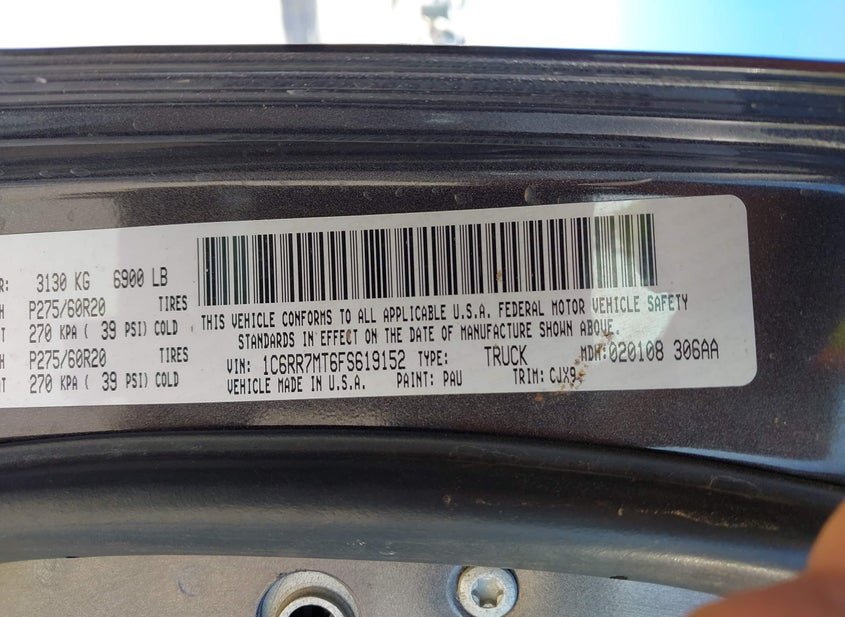 R: 3130 KG 6900 LB
H P275/60R20 TIRES
T 270 KPA ( 39 PSI) COLD
H P275/60R20 TIRES
T 270 KPA ( 39 PSI) COLD
THIS VEHICLE CONFORMS TO ALL APPLICABLE U.S.A. FEDERAL MOTOR VEHICLE SAFETY
STANDARDS IN EFFECT ON THE DATE OF MANUFACTURE SHOWN ABOVE.
VIN: 1C6RR7MT6FS619152 TYPE: TRUCK MDH:020108 306AA
VEHICLE MADE IN U.S.A. PAINT: PAU TRIM: CJX9